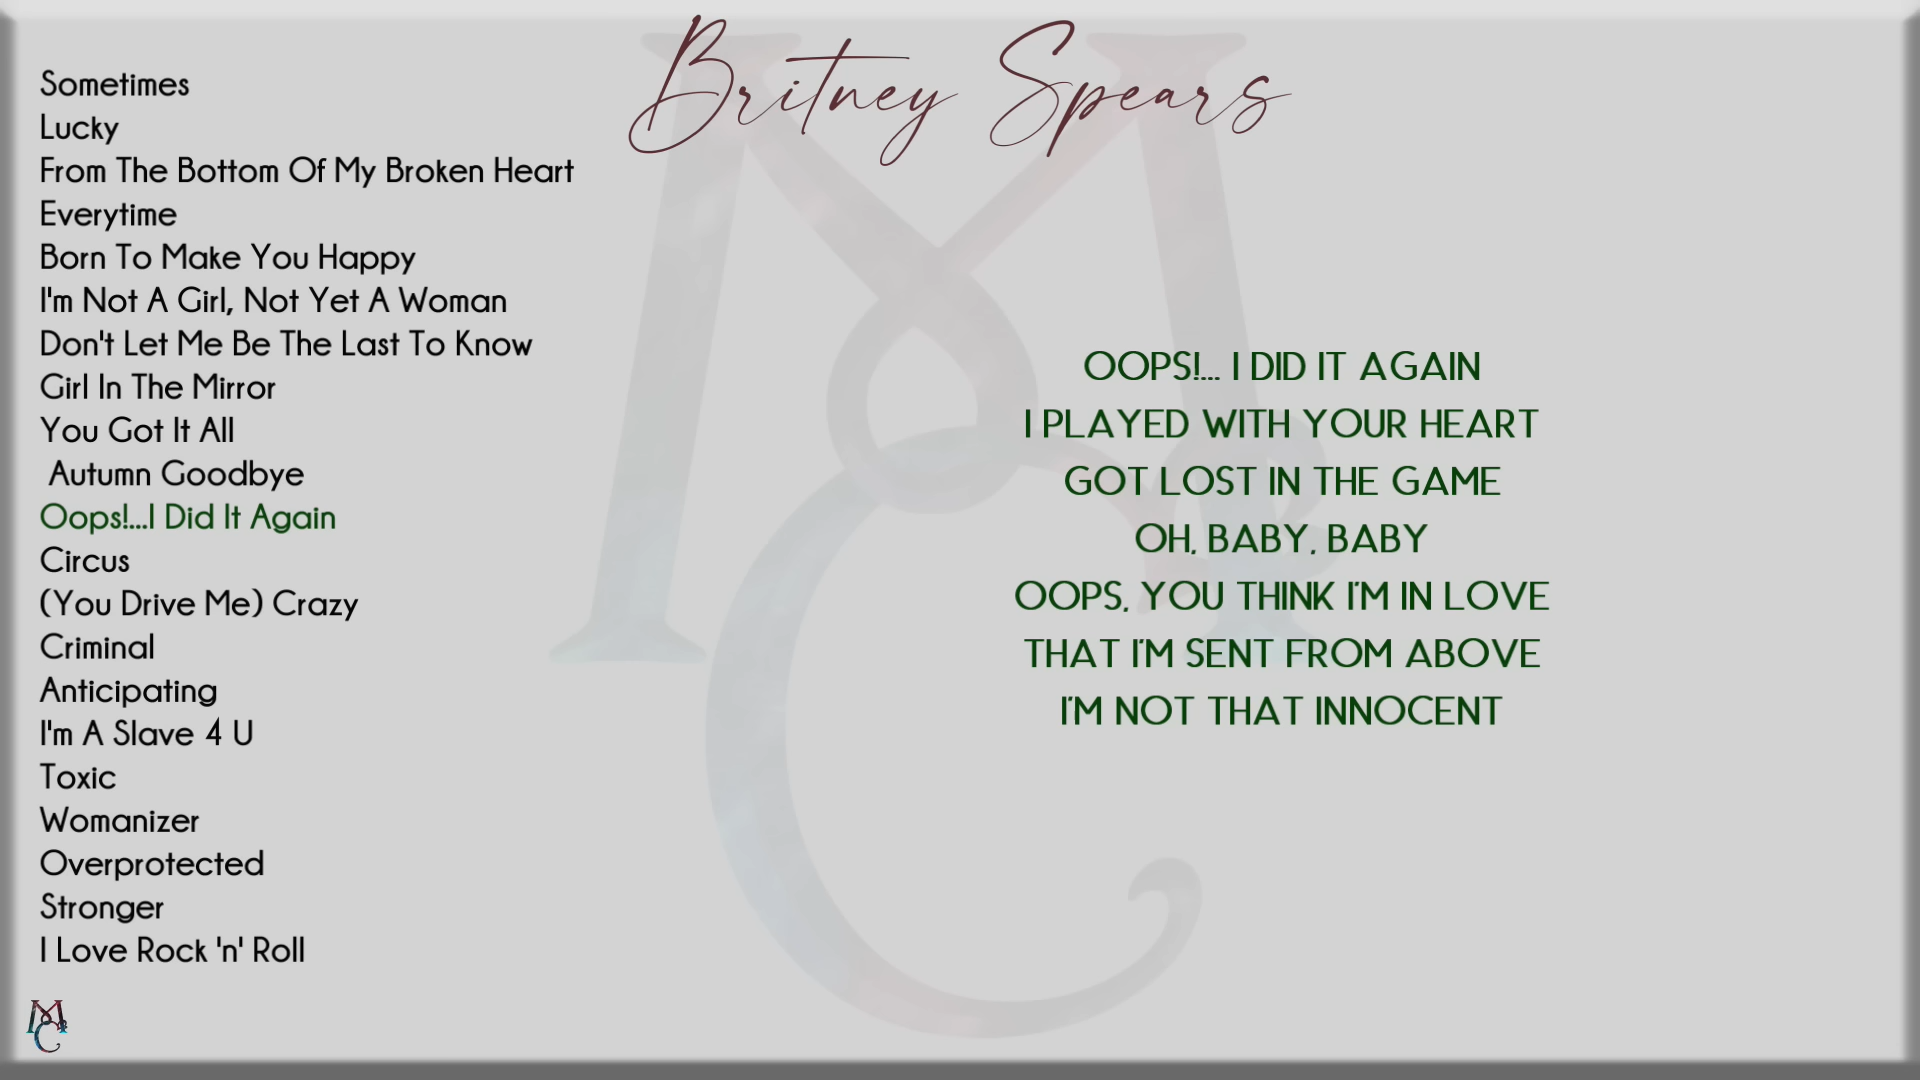 Britney Spears
Sometimes
Lucky
From The Bottom Of My Broken Heart
Everytime
Born To Make You Happy
I'm Not A Girl, Not Yet A Woman
Don't Let Me Be The Last To Know
Girl In The Mirror
You Got It All
Autumn Goodbye
Oops!...I Did It Again
Circus
(You Drive Me) Crazy
Criminal
Anticipating
I'm A Slave 4 U
Toxic
Womanizer
Overprotected
Stronger
I Love Rock 'n' Roll
OOPS!... I DID IT AGAIN
I PLAYED WITH YOUR HEART
GOT LOST IN THE GAME
OH, BABY, BABY
OOPS, YOU THINK I'M IN LOVE
THAT I'M SENT FROM ABOVE
I'M NOT THAT INNOCENT
MC